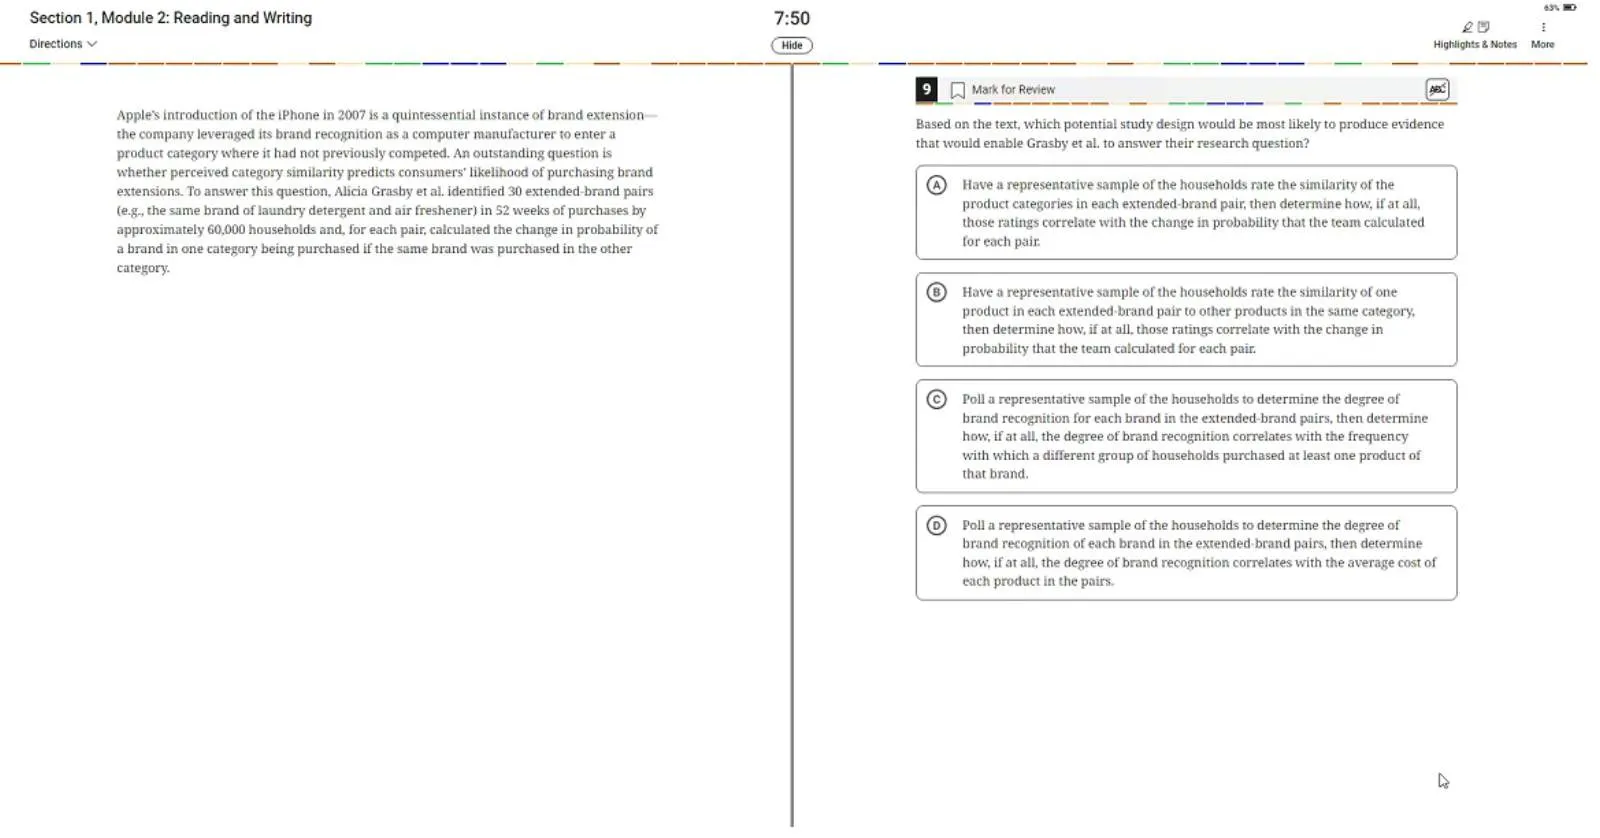 Section 1, Module 2: Reading and Writing
Directions
7:50
Hide
63%
Highlights & Notes
More
Apple's introduction of the iPhone in 2007 is a quintessential instance of brand extension—
the company leveraged its brand recognition as a computer manufacturer to enter a
product category where it had not previously competed. An outstanding question is
whether perceived category similarity predicts consumers' likelihood of purchasing brand
extensions. To answer this question, Alicia Grasby et al. identified 30 extended-brand pairs
(e.g., the same brand of laundry detergent and air freshener) in 52 weeks of purchases by
approximately 60,000 households and, for each pair, calculated the change in probability of
a brand in one category being purchased if the same brand was purchased in the other
category.
9
Mark for Review
ABC
Based on the text, which potential study design would be most likely to produce evidence
that would enable Grasby et al. to answer their research question?
A
Have a representative sample of the households rate the similarity of the
product categories in each extended-brand pair, then determine how, if at all,
those ratings correlate with the change in probability that the team calculated
for each pair.
B
Have a representative sample of the households rate the similarity of one
product in each extended-brand pair to other products in the same category,
then determine how, if at all, those ratings correlate with the change in
probability that the team calculated for each pair.
C
Poll a representative sample of the households to determine the degree of
brand recognition for each brand in the extended-brand pairs, then determine
how, if at all, the degree of brand recognition correlates with the frequency
with which a different group of households purchased at least one product of
that brand.
D
Poll a representative sample of the households to determine the degree of
brand recognition of each brand in the extended-brand pairs, then determine
how, if at all, the degree of brand recognition correlates with the average cost of
each product in the pairs.